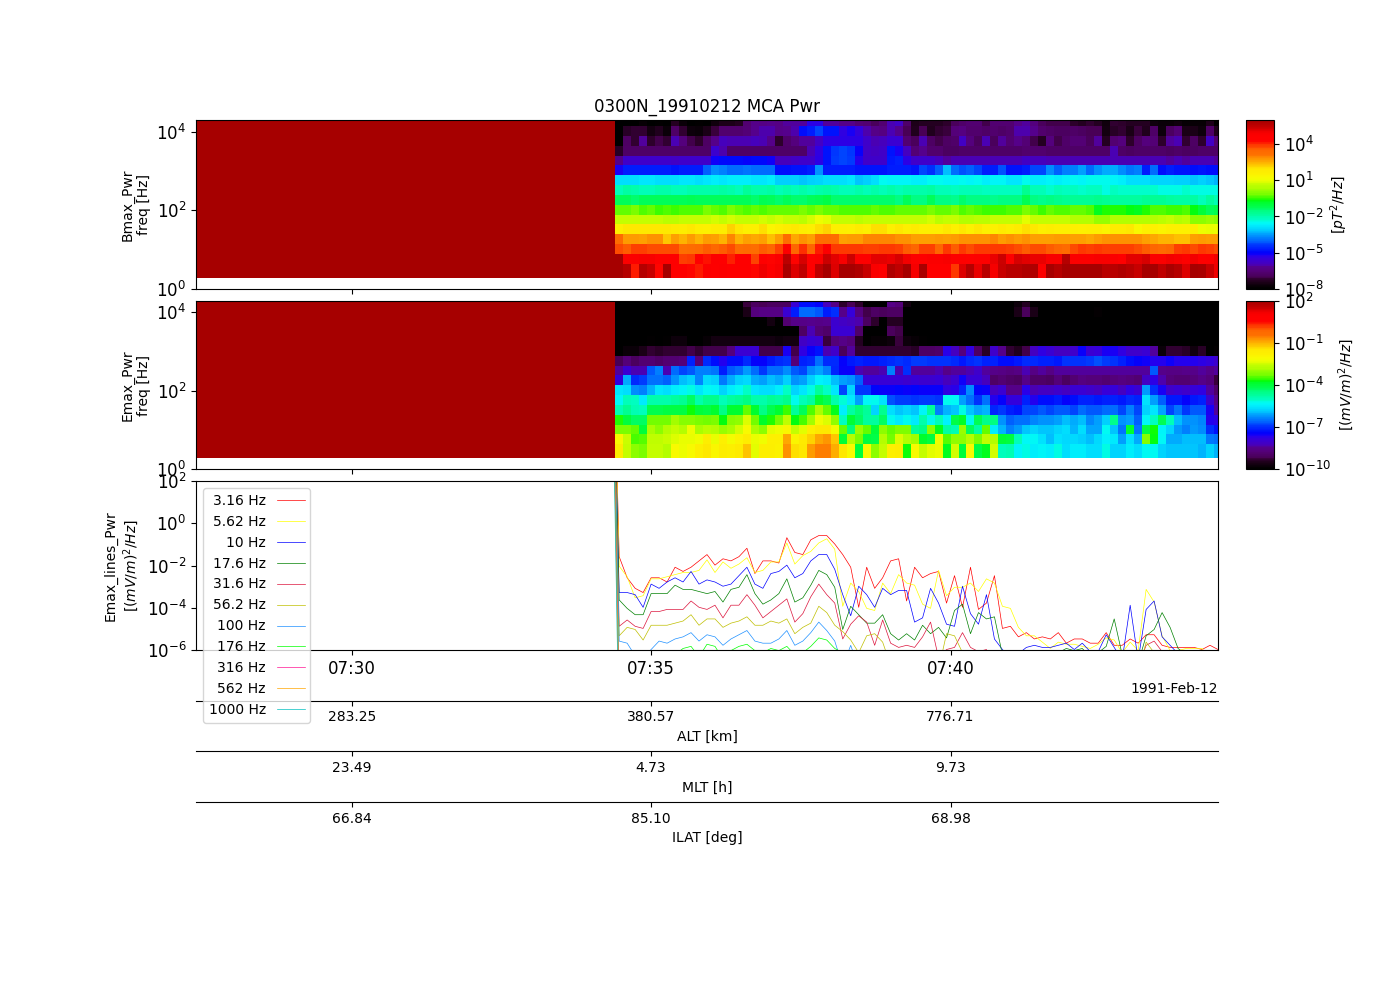 0300N_19910212 MCA Pwr
Bmax_Pwr
freq [Hz]
10^4
10^2
10^0
10^4
10^1
10^-2
10^-5
10^-8
[pT^2/Hz]
Emax_Pwr
freq [Hz]
10^4
10^2
10^0
10^2
10^-1
10^-4
10^-7
10^-10
[(mV/m)^2/Hz]
Emax_lines_Pwr
[(mV/m)^2/Hz]
10^2
10^0
10^-2
10^-4
10^-6
3.16 Hz
5.62 Hz
10 Hz
17.6 Hz
31.6 Hz
56.2 Hz
100 Hz
176 Hz
316 Hz
562 Hz
1000 Hz
07:30 07:35 07:40
1991-Feb-12
283.25 380.57 776.71
ALT [km]
23.49 4.73 9.73
MLT [h]
66.84 85.10 68.98
ILAT [deg]